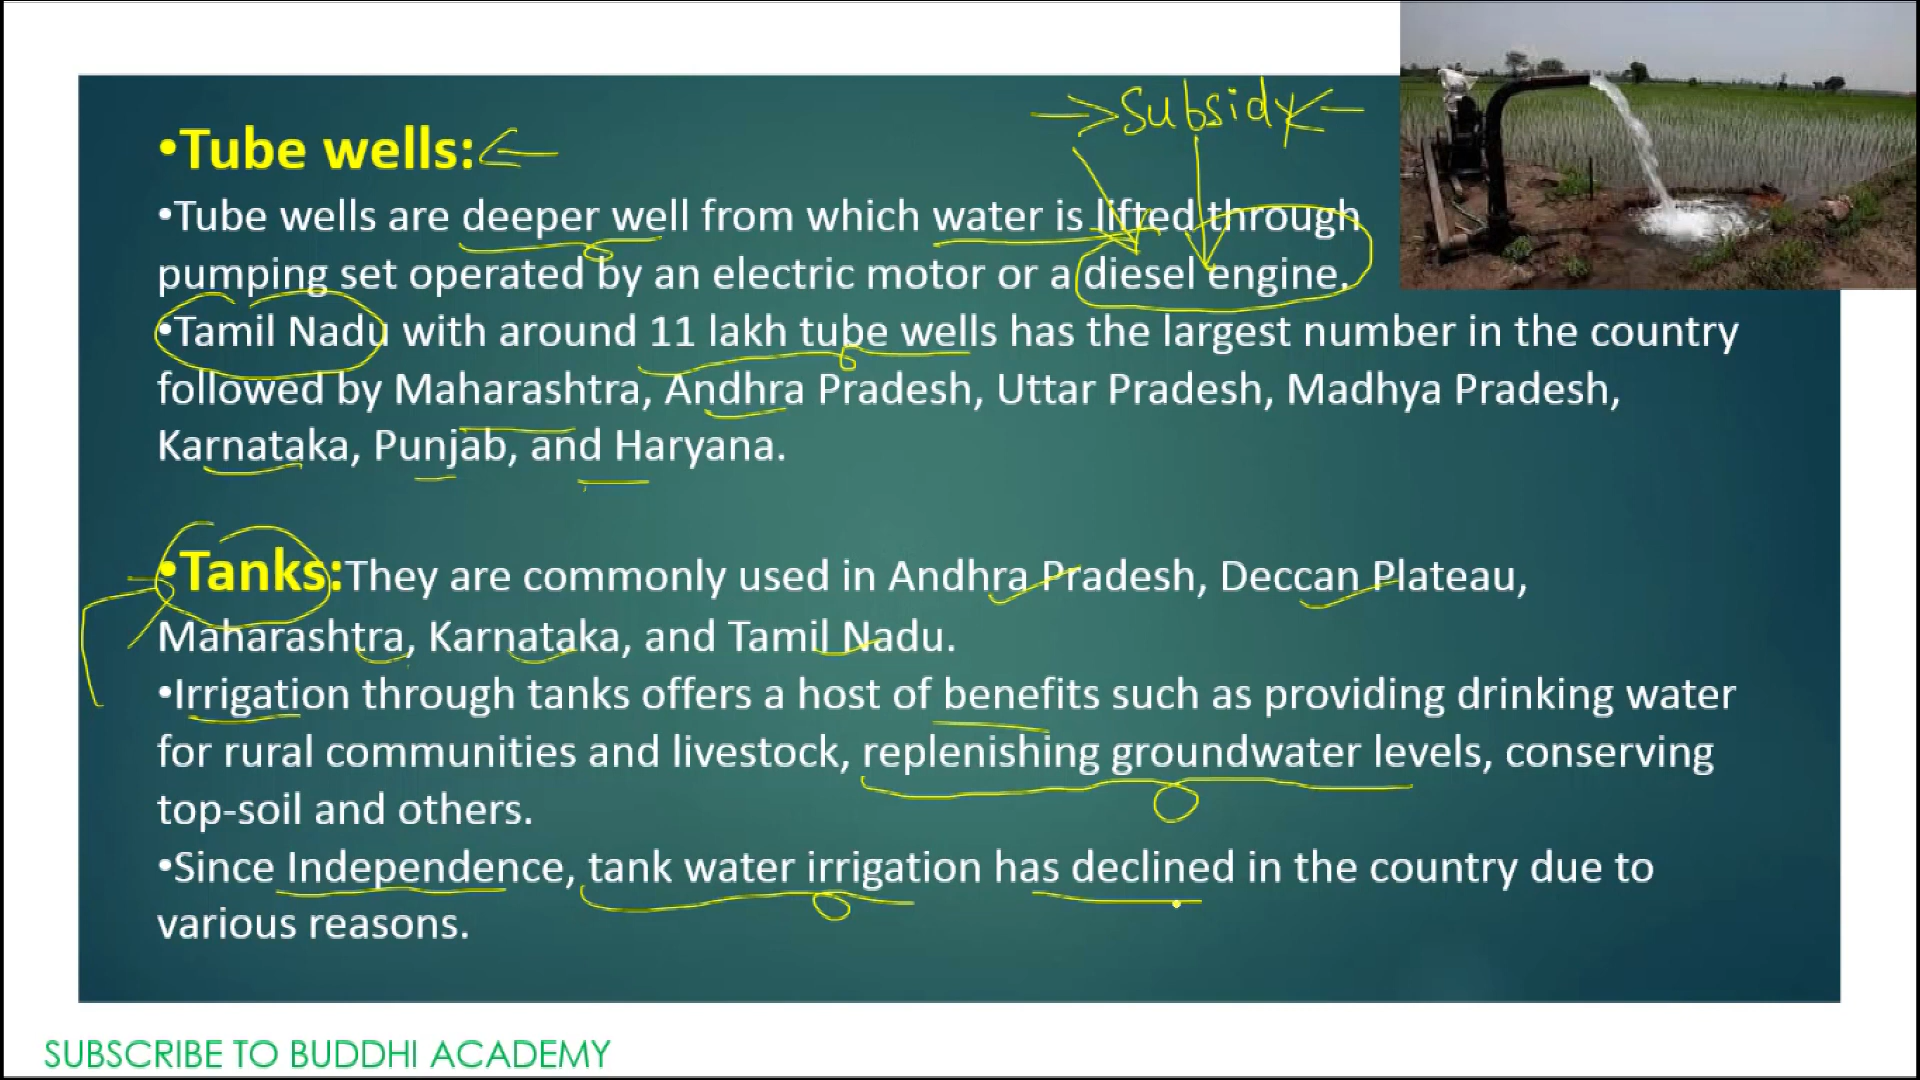 →Subsidy←
•Tube wells:←
•Tube wells are deeper well from which water is lifted through
pumping set operated by an electric motor or a diesel engine.
•Tamil Nadu with around 11 lakh tube wells has the largest number in the country
followed by Maharashtra, Andhra Pradesh, Uttar Pradesh, Madhya Pradesh,
Karnataka, Punjab, and Haryana.
•Tanks:They are commonly used in Andhra Pradesh, Deccan Plateau,
Maharashtra, Karnataka, and Tamil Nadu.
•Irrigation through tanks offers a host of benefits such as providing drinking water
for rural communities and livestock, replenishing groundwater levels, conserving
top-soil and others.
•Since Independence, tank water irrigation has declined in the country due to
various reasons.
SUBSCRIBE TO BUDDHI ACADEMY